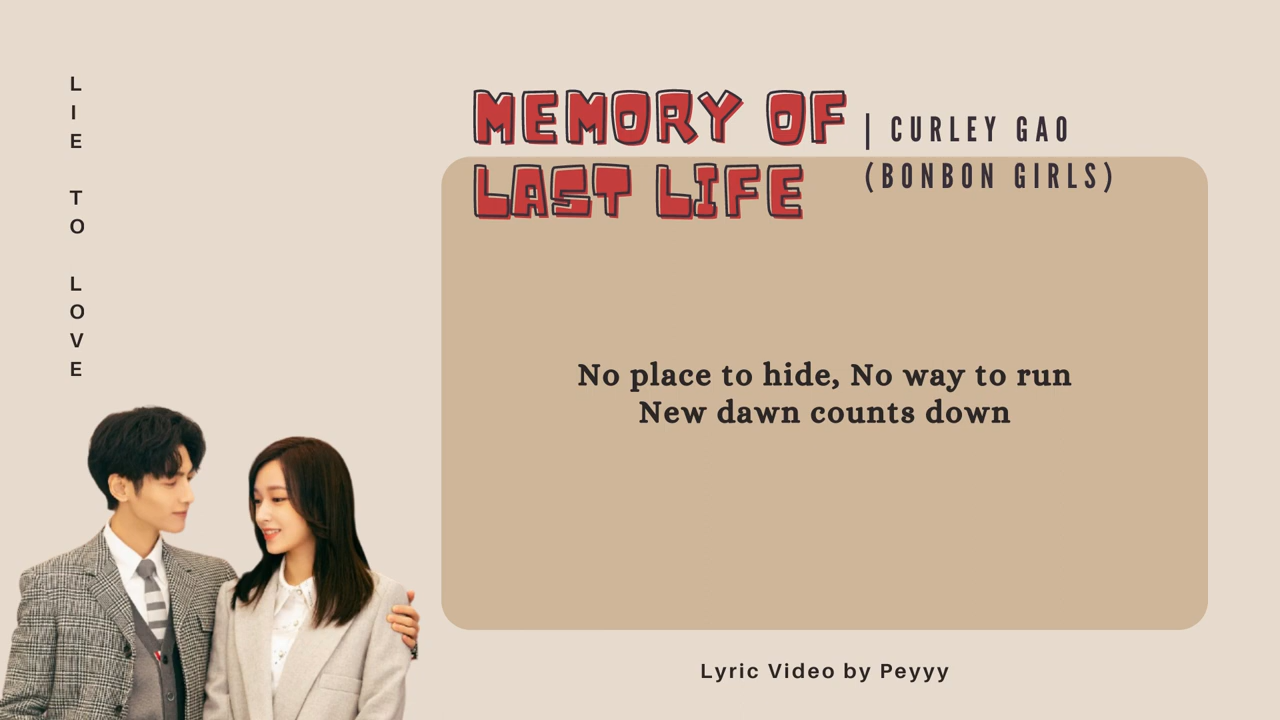 LIE TO LOVE
MEMORY OF
LAST LIFE
| CURLEY GAO
(BONBON GIRLS)
No place to hide, No way to run
New dawn counts down
Lyric Video by Peyyy